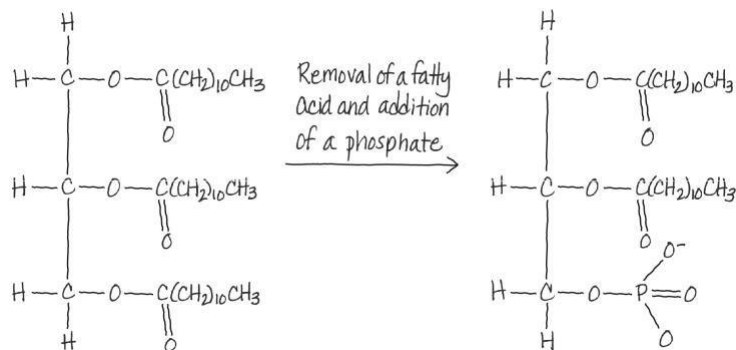 H H
H—C—O—C(CH₂)₁₀CH₃ Removal of a fatty H—C—O—C(CH₂)₁₀CH₃
O acid and addition O
of a phosphate
H—C—O—C(CH₂)₁₀CH₃ H—C—O—C(CH₂)₁₀CH₃
O O O⁻
H—C—O—C(CH₂)₁₀CH₃ H—C—O—P=O
H O H O